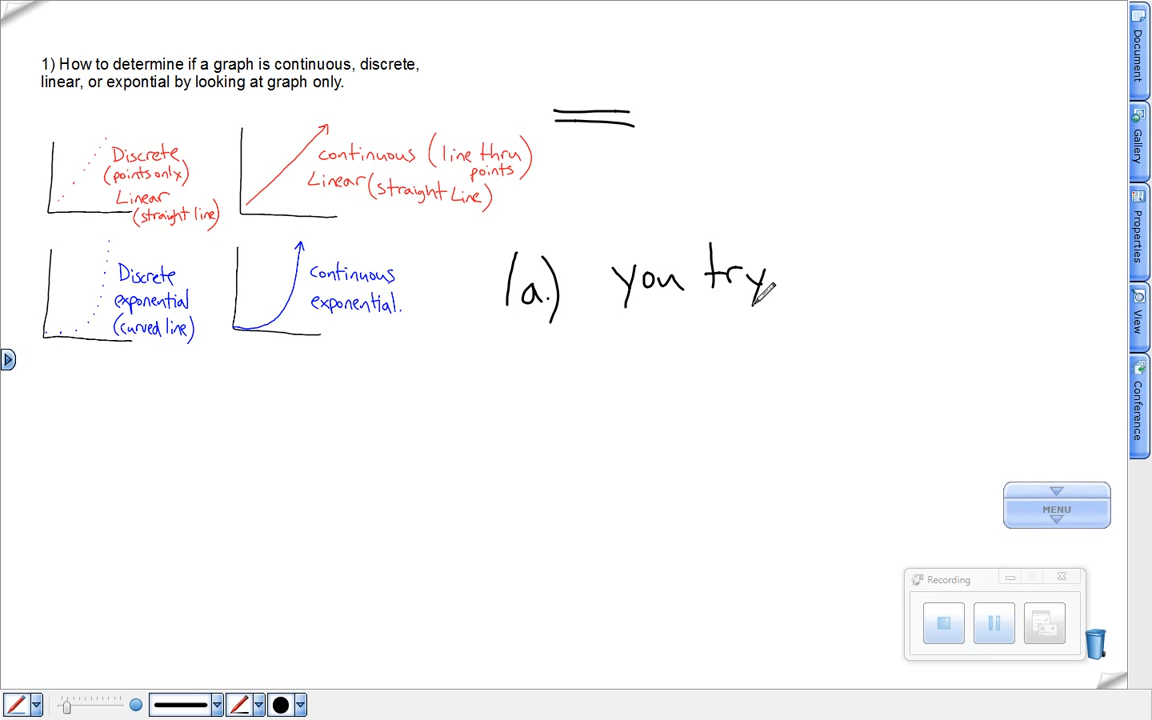 1) How to determine if a graph is continuous, discrete,
linear, or expontial by looking at graph only.
Discrete
(points only)
Linear
(straight line)
continuous (line thru
points)
Linear (straight Line)
Discrete
exponential
(curved line)
continuous
exponential.
1a.) you try
Document
Gallery
Properties
View
Conference
MENU
Recording